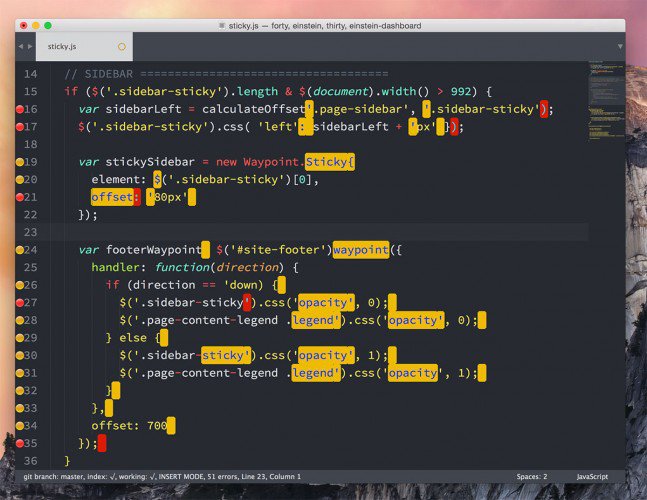 sticky.js — forty, einstein, thirty, einstein-dashboard
sticky.js
14 // SIDEBAR ===================================
15 if ($('.sidebar-sticky').length & $(document).width() > 992) {
16 var sidebarLeft = calculateOffset'.page-sidebar', '.sidebar-sticky');
17 $('.sidebar-sticky').css( 'left': sidebarLeft + 'px' });
18
19 var stickySidebar = new Waypoint.Sticky{
20 element: $('.sidebar-sticky')[0],
21 offset: '80px'
22 });
23
24 var footerWaypoint $('#site-footer')waypoint({
25 handler: function(direction) {
26 if (direction == 'down) {
27 $('.sidebar-sticky').css('opacity', 0);
28 $('.page-content-legend .legend').css('opacity', 0);
29 } else {
30 $('.sidebar-sticky').css('opacity', 1);
31 $('.page-content-legend .legend').css('opacity', 1);
32 }
33 },
34 offset: 700
35 });
36 }
git branch: master, index: √, working: √, INSERT MODE, 51 errors, Line 23, Column 1
Spaces: 2
JavaScript